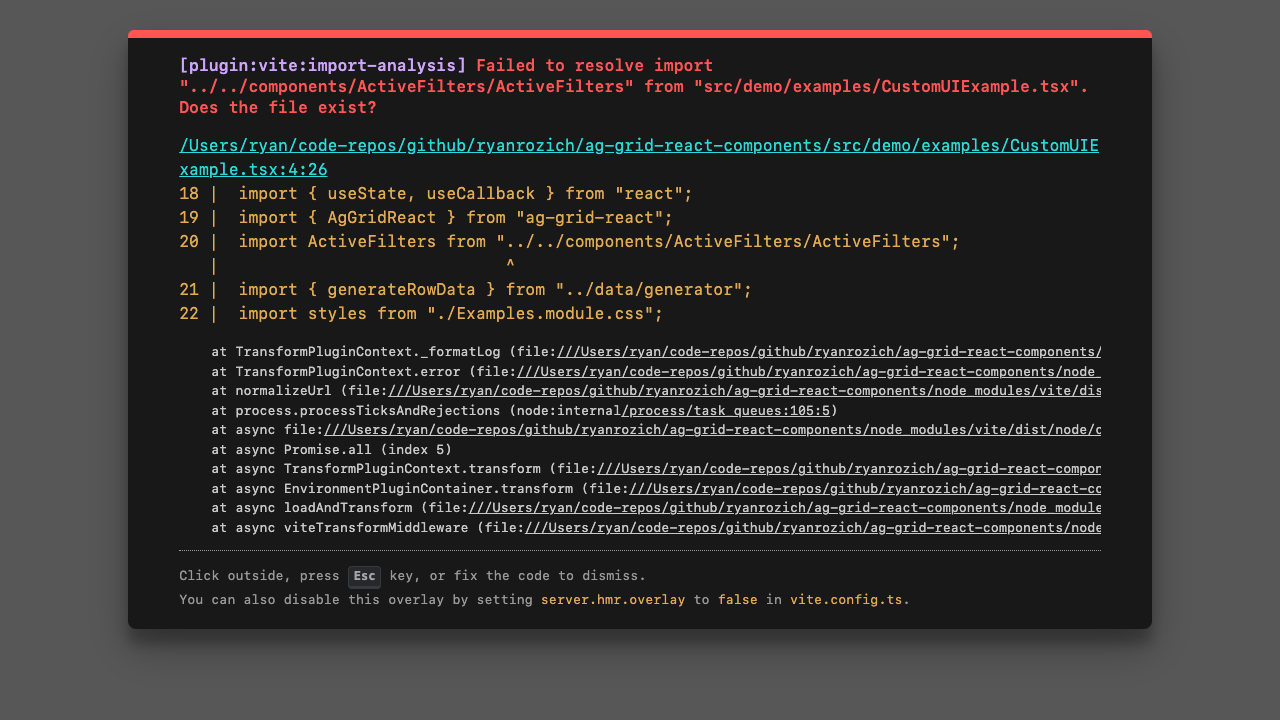 [plugin:vite:import-analysis] Failed to resolve import
"../../components/ActiveFilters/ActiveFilters" from "src/demo/examples/CustomUIExample.tsx".
Does the file exist?
/Users/ryan/code-repos/github/ryanrozich/ag-grid-react-components/src/demo/examples/CustomUIE
xample.tsx:4:26
18 |  import { useState, useCallback } from "react";
19 |  import { AgGridReact } from "ag-grid-react";
20 |  import ActiveFilters from "../../components/ActiveFilters/ActiveFilters";
   |                             ^
21 |  import { generateRowData } from "../data/generator";
22 |  import styles from "./Examples.module.css";
at TransformPluginContext._formatLog (file:///Users/ryan/code-repos/github/ryanrozich/ag-grid-react-components/
at TransformPluginContext.error (file:///Users/ryan/code-repos/github/ryanrozich/ag-grid-react-components/node_
at normalizeUrl (file:///Users/ryan/code-repos/github/ryanrozich/ag-grid-react-components/node_modules/vite/dis
at process.processTicksAndRejections (node:internal/process/task_queues:105:5)
at async file:///Users/ryan/code-repos/github/ryanrozich/ag-grid-react-components/node_modules/vite/dist/node/c
at async Promise.all (index 5)
at async TransformPluginContext.transform (file:///Users/ryan/code-repos/github/ryanrozich/ag-grid-react-compon
at async EnvironmentPluginContainer.transform (file:///Users/ryan/code-repos/github/ryanrozich/ag-grid-react-cc
at async loadAndTransform (file:///Users/ryan/code-repos/github/ryanrozich/ag-grid-react-components/node_module
at async viteTransformMiddleware (file:///Users/ryan/code-repos/github/ryanrozich/ag-grid-react-components/node
Click outside, press Esc key, or fix the code to dismiss.
You can also disable this overlay by setting server.hmr.overlay to false in vite.config.ts.